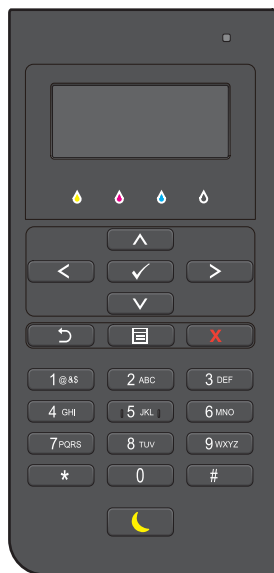 X
1 @&$ 2 ABC 3 DEF
4 GHI 5 JKL 6 MNO
7 PQRS 8 TUV 9 WXYZ
* 0 #